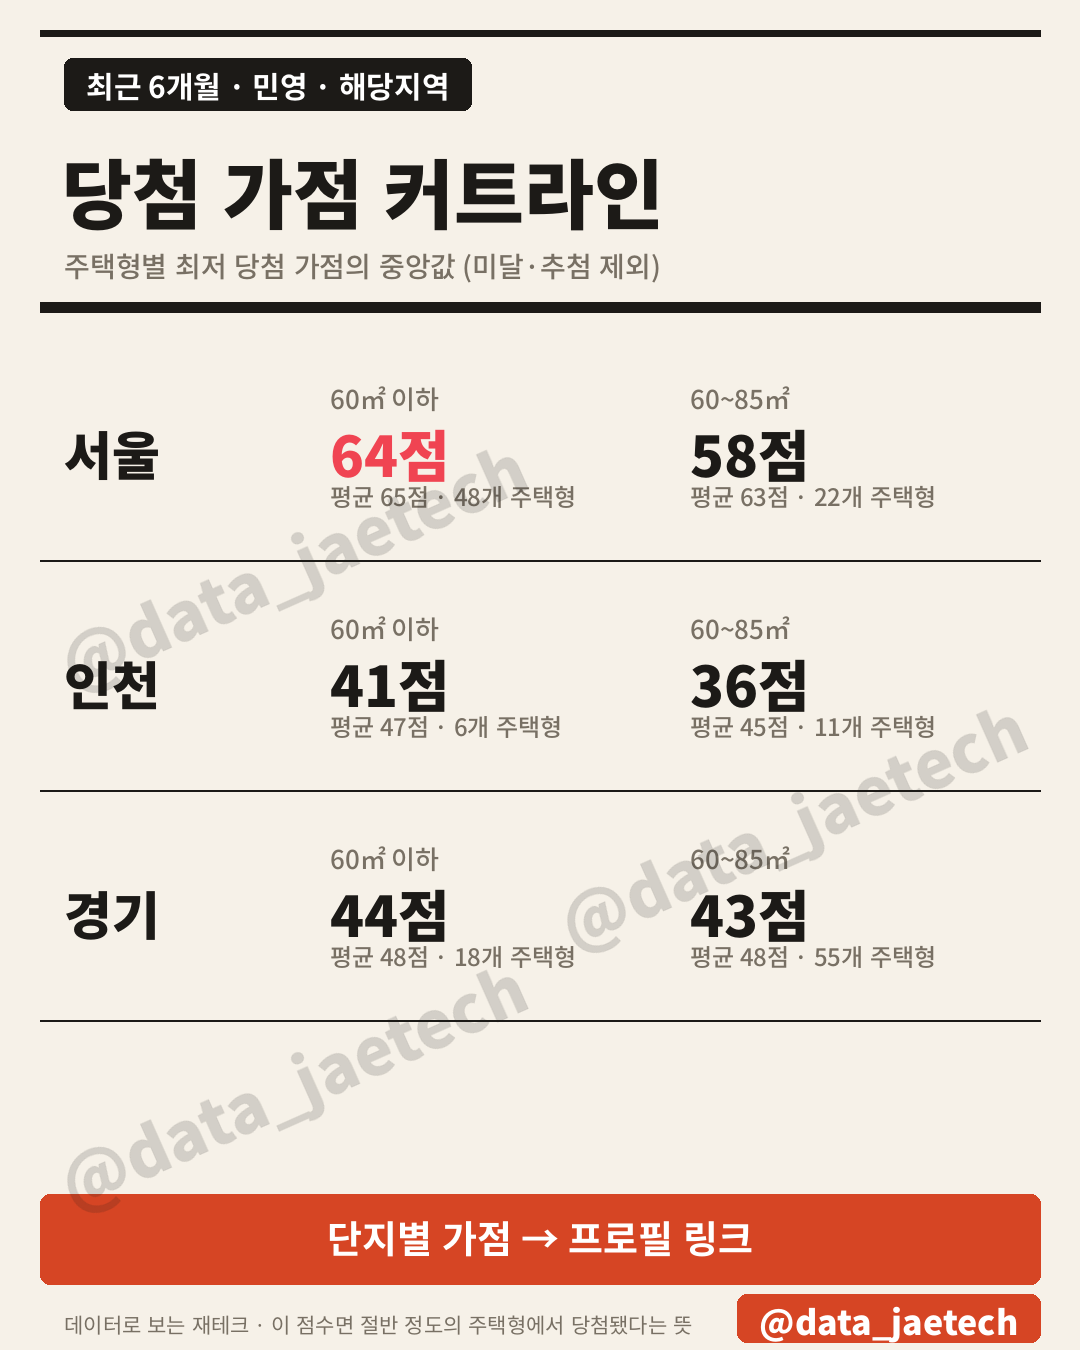 최근 6개월 · 민영 · 해당지역
당첨 가점 커트라인
주택형별 최저 당첨 가점의 중앙값 (미달·추첨 제외)
서울
60㎡ 이하
64점
평균 65점 · 48개 주택형
60~85㎡
58점
평균 63점 · 22개 주택형
인천
60㎡ 이하
41점
평균 47점 · 6개 주택형
60~85㎡
36점
평균 45점 · 11개 주택형
경기
60㎡ 이하
44점
평균 48점 · 18개 주택형
60~85㎡
43점
평균 48점 · 55개 주택형
@data_jaetech
@data_jaetech
@data_jaetech
단지별 가점 → 프로필 링크
데이터로 보는 재테크 · 이 점수면 절반 정도의 주택형에서 당첨됐다는 뜻
@data_jaetech